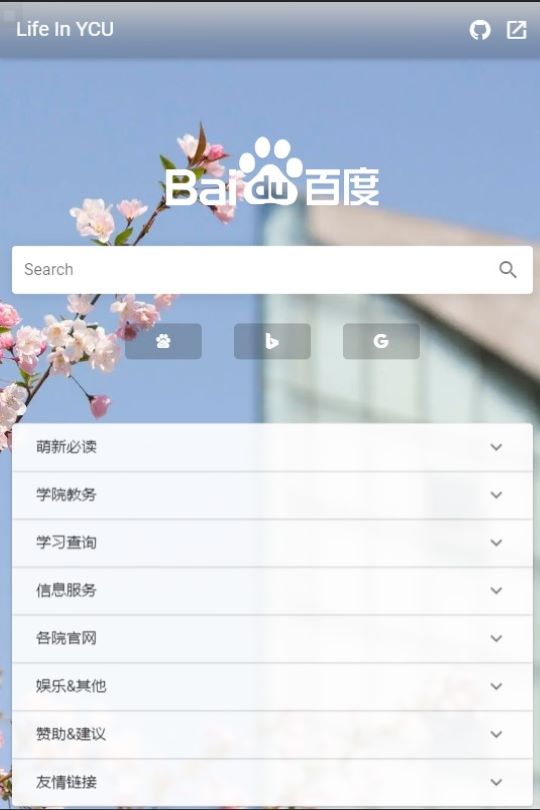 Life In YCU
Baidu百度
Search
萌新必读
学院教务
学习查询
信息服务
各院官网
娱乐&其他
赞助&建议
友情链接